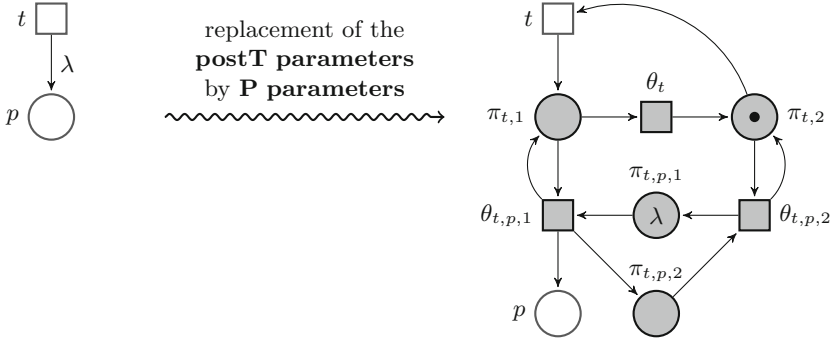 t
λ
p
replacement of the
postT parameters
by P parameters
t
θ_t
π_{t,1}
π_{t,2}
π_{t,p,1}
θ_{t,p,1}
λ
θ_{t,p,2}
π_{t,p,2}
p